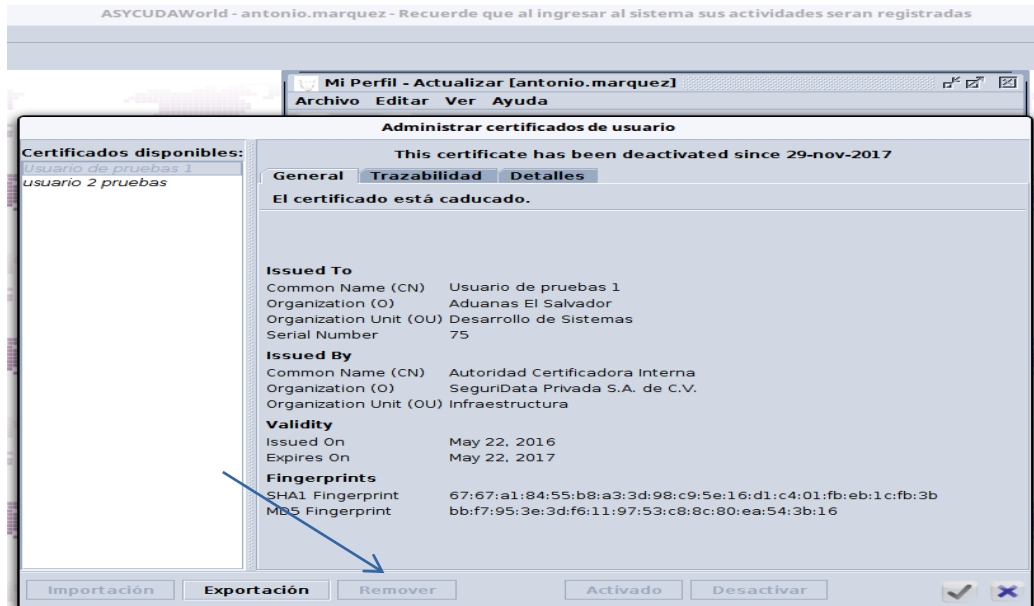 ASYCUDAWorld - antonio.marquez - Recuerde que al ingresar al sistema sus actividades seran registradas
Mi Perfil - Actualizar [antonio.marquez]
Archivo Editar Ver Ayuda
Administrar certificados de usuario
Certificados disponibles:
Usuario de pruebas 1
usuario 2 pruebas
This certificate has been deactivated since 29-nov-2017
General Trazabilidad Detalles
El certificado está caducado.
Issued To
Common Name (CN) Usuario de pruebas 1
Organization (O) Aduanas El Salvador
Organization Unit (OU) Desarrollo de Sistemas
Serial Number 75
Issued By
Common Name (CN) Autoridad Certificadora Interna
Organization (O) SeguriData Privada S.A. de C.V.
Organization Unit (OU) Infraestructura
Validity
Issued On May 22, 2016
Expires On May 22, 2017
Fingerprints
SHA1 Fingerprint 67:67:a1:84:55:b8:a3:3d:98:c9:5e:16:d1:c4:01:fb:eb:1c:fb:3b
MD5 Fingerprint bb:f7:95:3e:3d:f6:11:97:53:c8:8c:80:ea:54:3b:16
Importación Exportación Remover Activado Desactivar